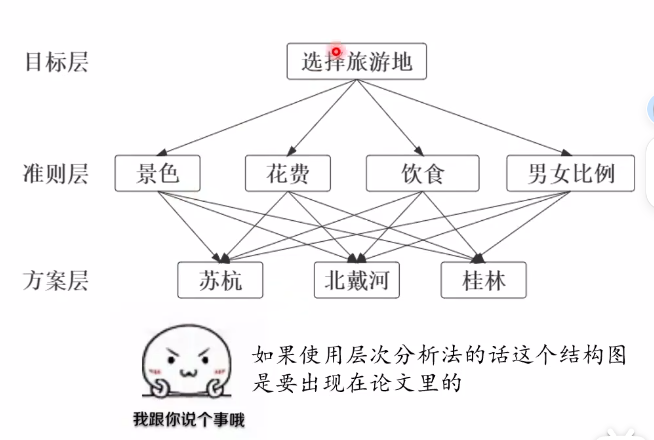 目标层
选择旅游地
准则层
景色
花费
饮食
男女比例
方案层
苏杭
北戴河
桂林
如果使用层次分析法的话这个结构图
是要出现在论文里的
我跟你说个事哦